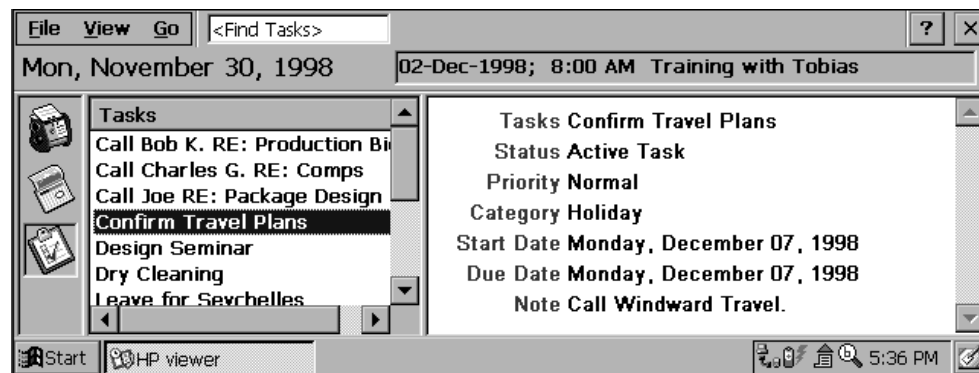 File View Go <Find Tasks> ? ×
Mon, November 30, 1998 02-Dec-1998; 8:00 AM Training with Tobias
Tasks
Call Bob K. RE: Production Bi
Call Charles G. RE: Comps
Call Joe RE: Package Design
Confirm Travel Plans
Design Seminar
Dry Cleaning
Leave for Seychelles
Tasks Confirm Travel Plans
Status Active Task
Priority Normal
Category Holiday
Start Date Monday, December 07, 1998
Due Date Monday, December 07, 1998
Note Call Windward Travel.
Start HP viewer 5:36 PM